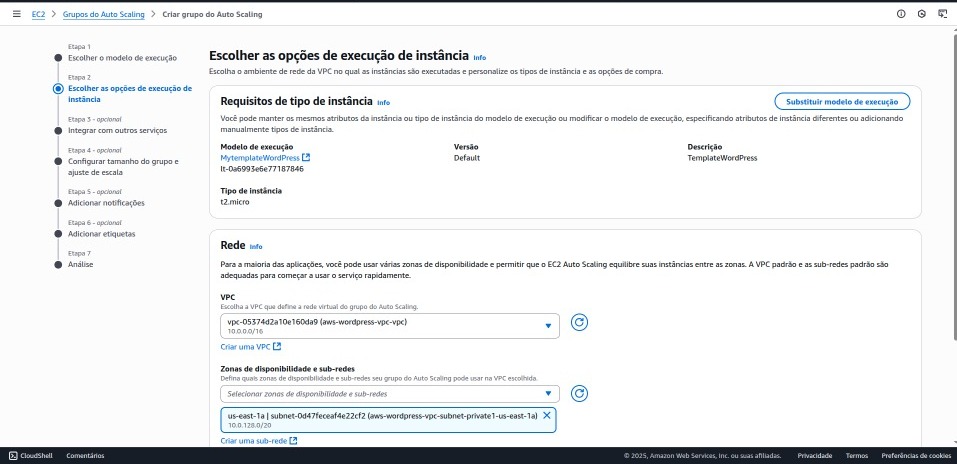 EC2 > Grupos do Auto Scaling > Criar grupo do Auto Scaling
Etapa 1
Escolher o modelo de execução
Etapa 2
Escolher as opções de execução de
instância
Etapa 3 - opcional
Integrar com outros serviços
Etapa 4 - opcional
Configurar tamanho do grupo e
ajuste de escala
Etapa 5 - opcional
Adicionar notificações
Etapa 6 - opcional
Adicionar etiquetas
Etapa 7
Análise
Escolher as opções de execução de instância Info
Escolha o ambiente de rede da VPC no qual as instâncias são executadas e personalize os tipos de instância e as opções de compra.
Requisitos de tipo de instância Info
Substituir modelo de execução
Você pode manter os mesmos atributos da instância ou tipo de instância do modelo de execução ou modificar o modelo de execução, especificando atributos de instância diferentes ou adicionando
manualmente tipos de instância.
Modelo de execução
MytemplateWordPress
lt-0a6993e6e77187846
Versão
Default
Descrição
TemplateWordPress
Tipo de instância
t2.micro
Rede Info
Para a maioria das aplicações, você pode usar várias zonas de disponibilidade e permitir que o EC2 Auto Scaling equilibre suas instâncias entre as zonas. A VPC padrão e as sub-redes padrão são
adequadas para começar a usar o serviço rapidamente.
VPC
Escolha a VPC que define a rede virtual do grupo do Auto Scaling.
vpc-05374d2a10e160da9 (aws-wordpress-vpc-vpc)
10.0.0.0/16
Criar uma VPC
Zonas de disponibilidade e sub-redes
Defina quais zonas de disponibilidade e sub-redes seu grupo do Auto Scaling pode usar na VPC escolhida.
Selecionar zonas de disponibilidade e sub-redes
us-east-1a | subnet-0d47feceaf4e22cf2 (aws-wordpress-vpc-subnet-private1-us-east-1a)
10.0.128.0/20
Criar uma sub-rede
CloudShell Comentários © 2025, Amazon Web Services, Inc. ou suas afiliadas. Privacidade Termos Preferências de cookies